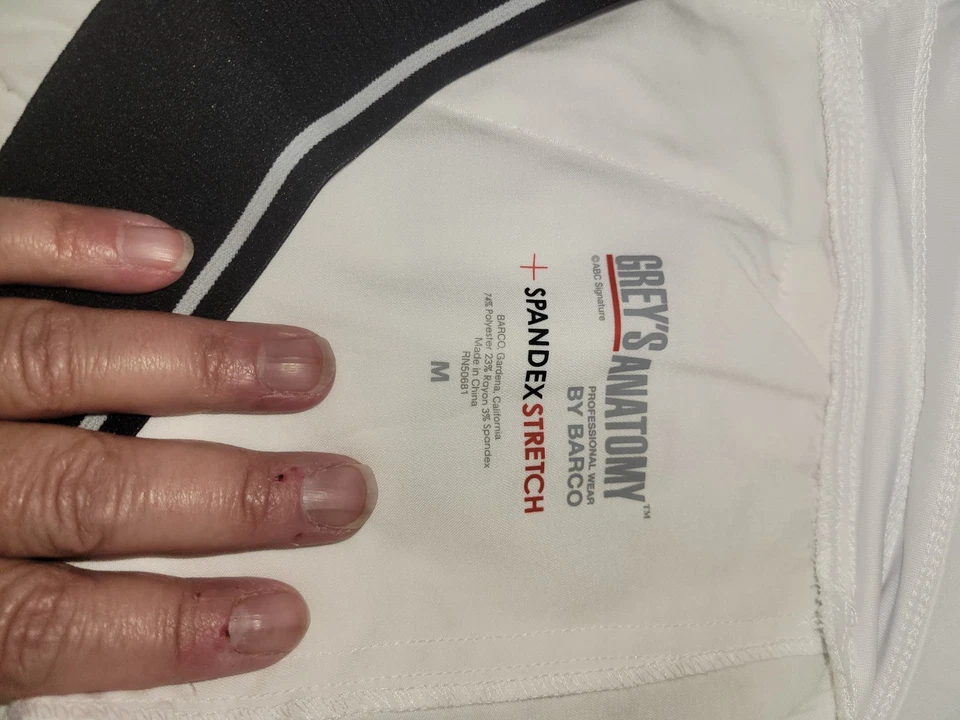 GREY'S ANATOMY™
©ABC Signature
PROFESSIONAL WEAR
BY BARCO
+ SPANDEX STRETCH
BARCO, Gardena, California
74% Polyester 23% Rayon 3% Spandex
Made in China
RN50681
M